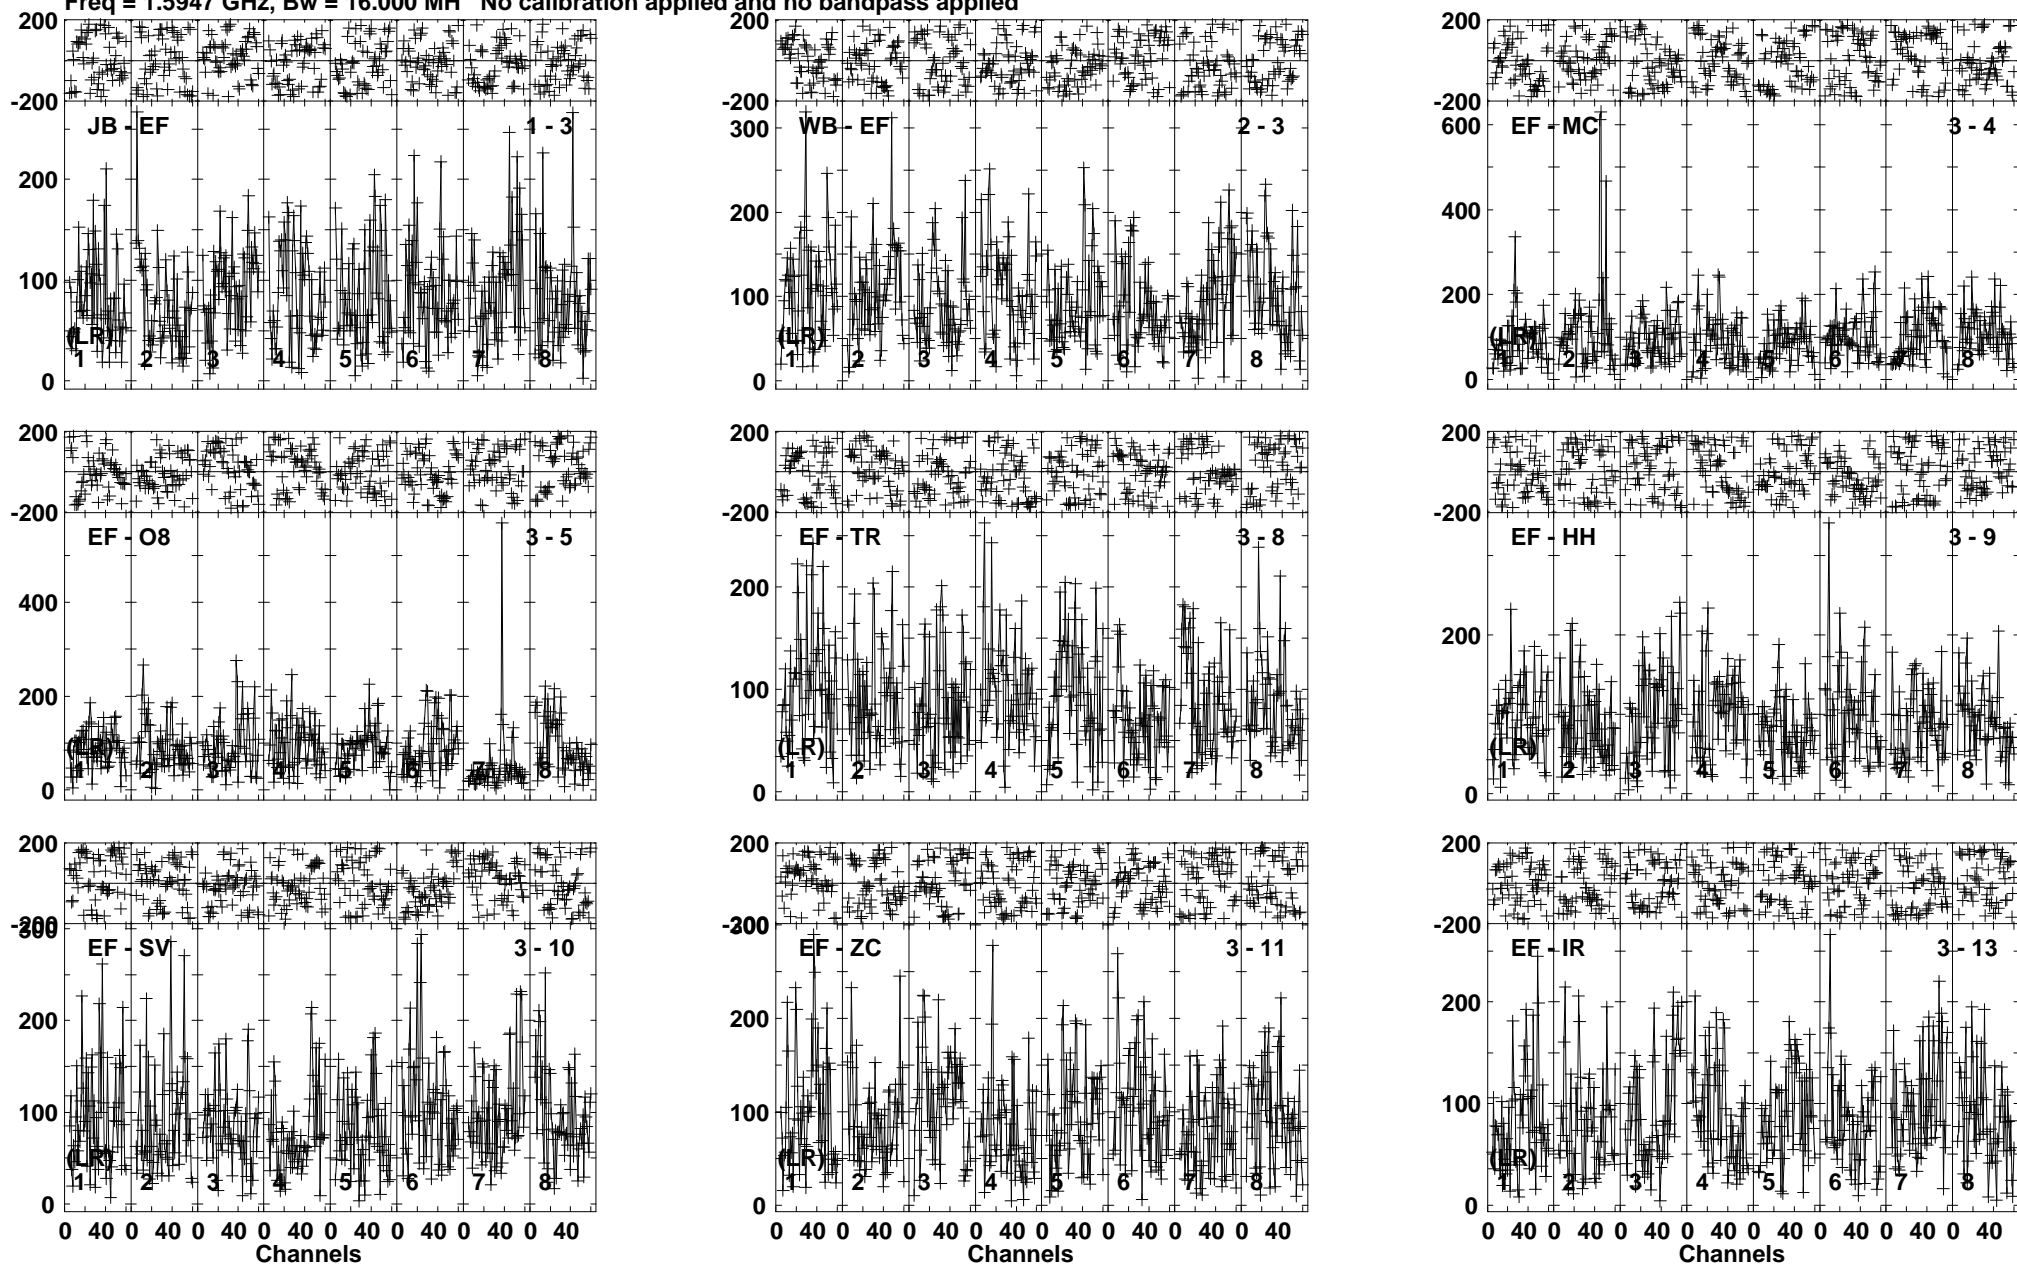 Freq = 1.5947 GHz, Bw = 16.000 MH No calibration applied and no bandpass applied
200 200 200
-200 -200 -200
JB - EF 1 - 3 WB - EF 2 - 3 EF - MC 3 - 4
300 600
200 200 400
100 100 200
(LR) (LR) (LR)
1 2 3 4 5 6 7 8 1 2 3 4 5 6 7 8 1 2 3 4 5 6 7 8
0 0 0
200 200 200
-200 -200 -200
EF - O8 3 - 5 EF - TR 3 - 8 EF - HH 3 - 9
400 200 200
200 100
(LR) (LR) (LR)
1 2 3 4 5 6 7 8 1 2 3 4 5 6 7 8 1 2 3 4 5 6 7 8
0 0 0
200 200 200
-200 -200 -200
300 300
EF - SV 3 - 10 EF - ZC 3 - 11 EF - IR 3 - 13
200 200 200
100 100 100
(LR) (LR) (LR)
1 2 3 4 5 6 7 8 1 2 3 4 5 6 7 8 1 2 3 4 5 6 7 8
0 0 0
0 40 0 40 0 40 0 40 0 40 0 40 0 40 0 40 0 40 0 40 0 40 0 40 0 40 0 40 0 40 0 40 0 40 0 40 0 40 0 40 0 40 0 40 0 40 0 40
Channels Channels Channels